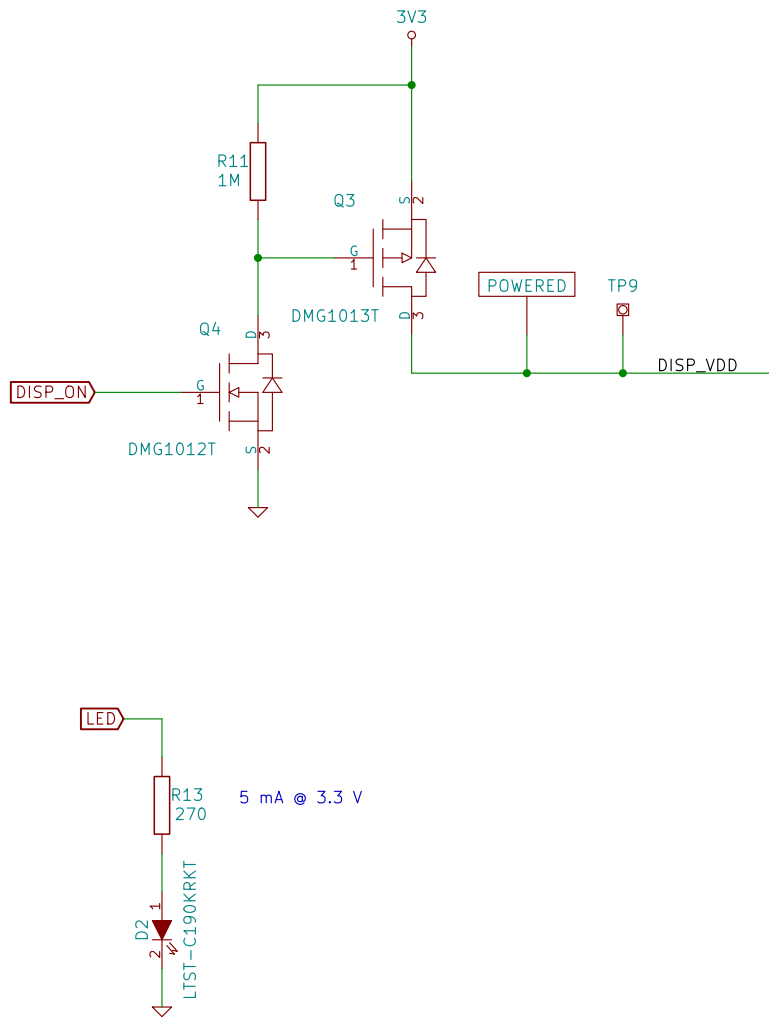 3V3
R11
1M
Q3
S
2
G
1
POWERED
TP9
DMG1013T
D
3
Q4
D
3
DISP_VDD
DISP_ON
G
1
DMG1012T
S
2
LED
R13
270
5 mA @ 3.3 V
1
D2
2
LTST-C190KRKT